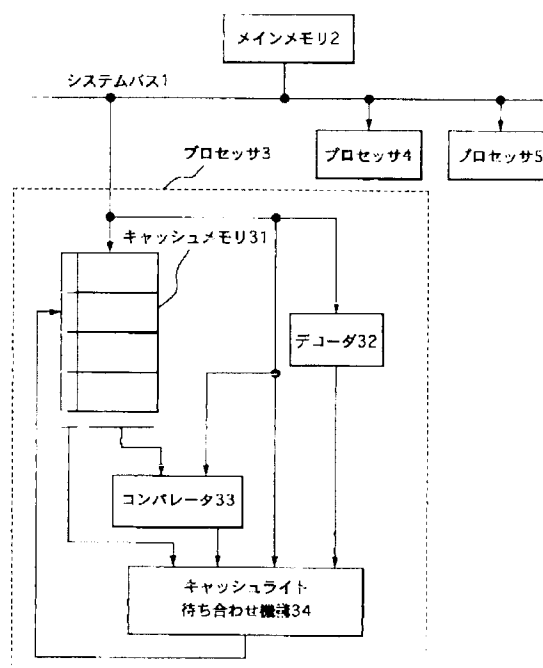 メインメモリ2
システムバス1
プロセッサ3
プロセッサ4
プロセッサ5
キャッシュメモリ31
デコーダ32
コンパレータ33
キャッシュライト
待ち合わせ機構34